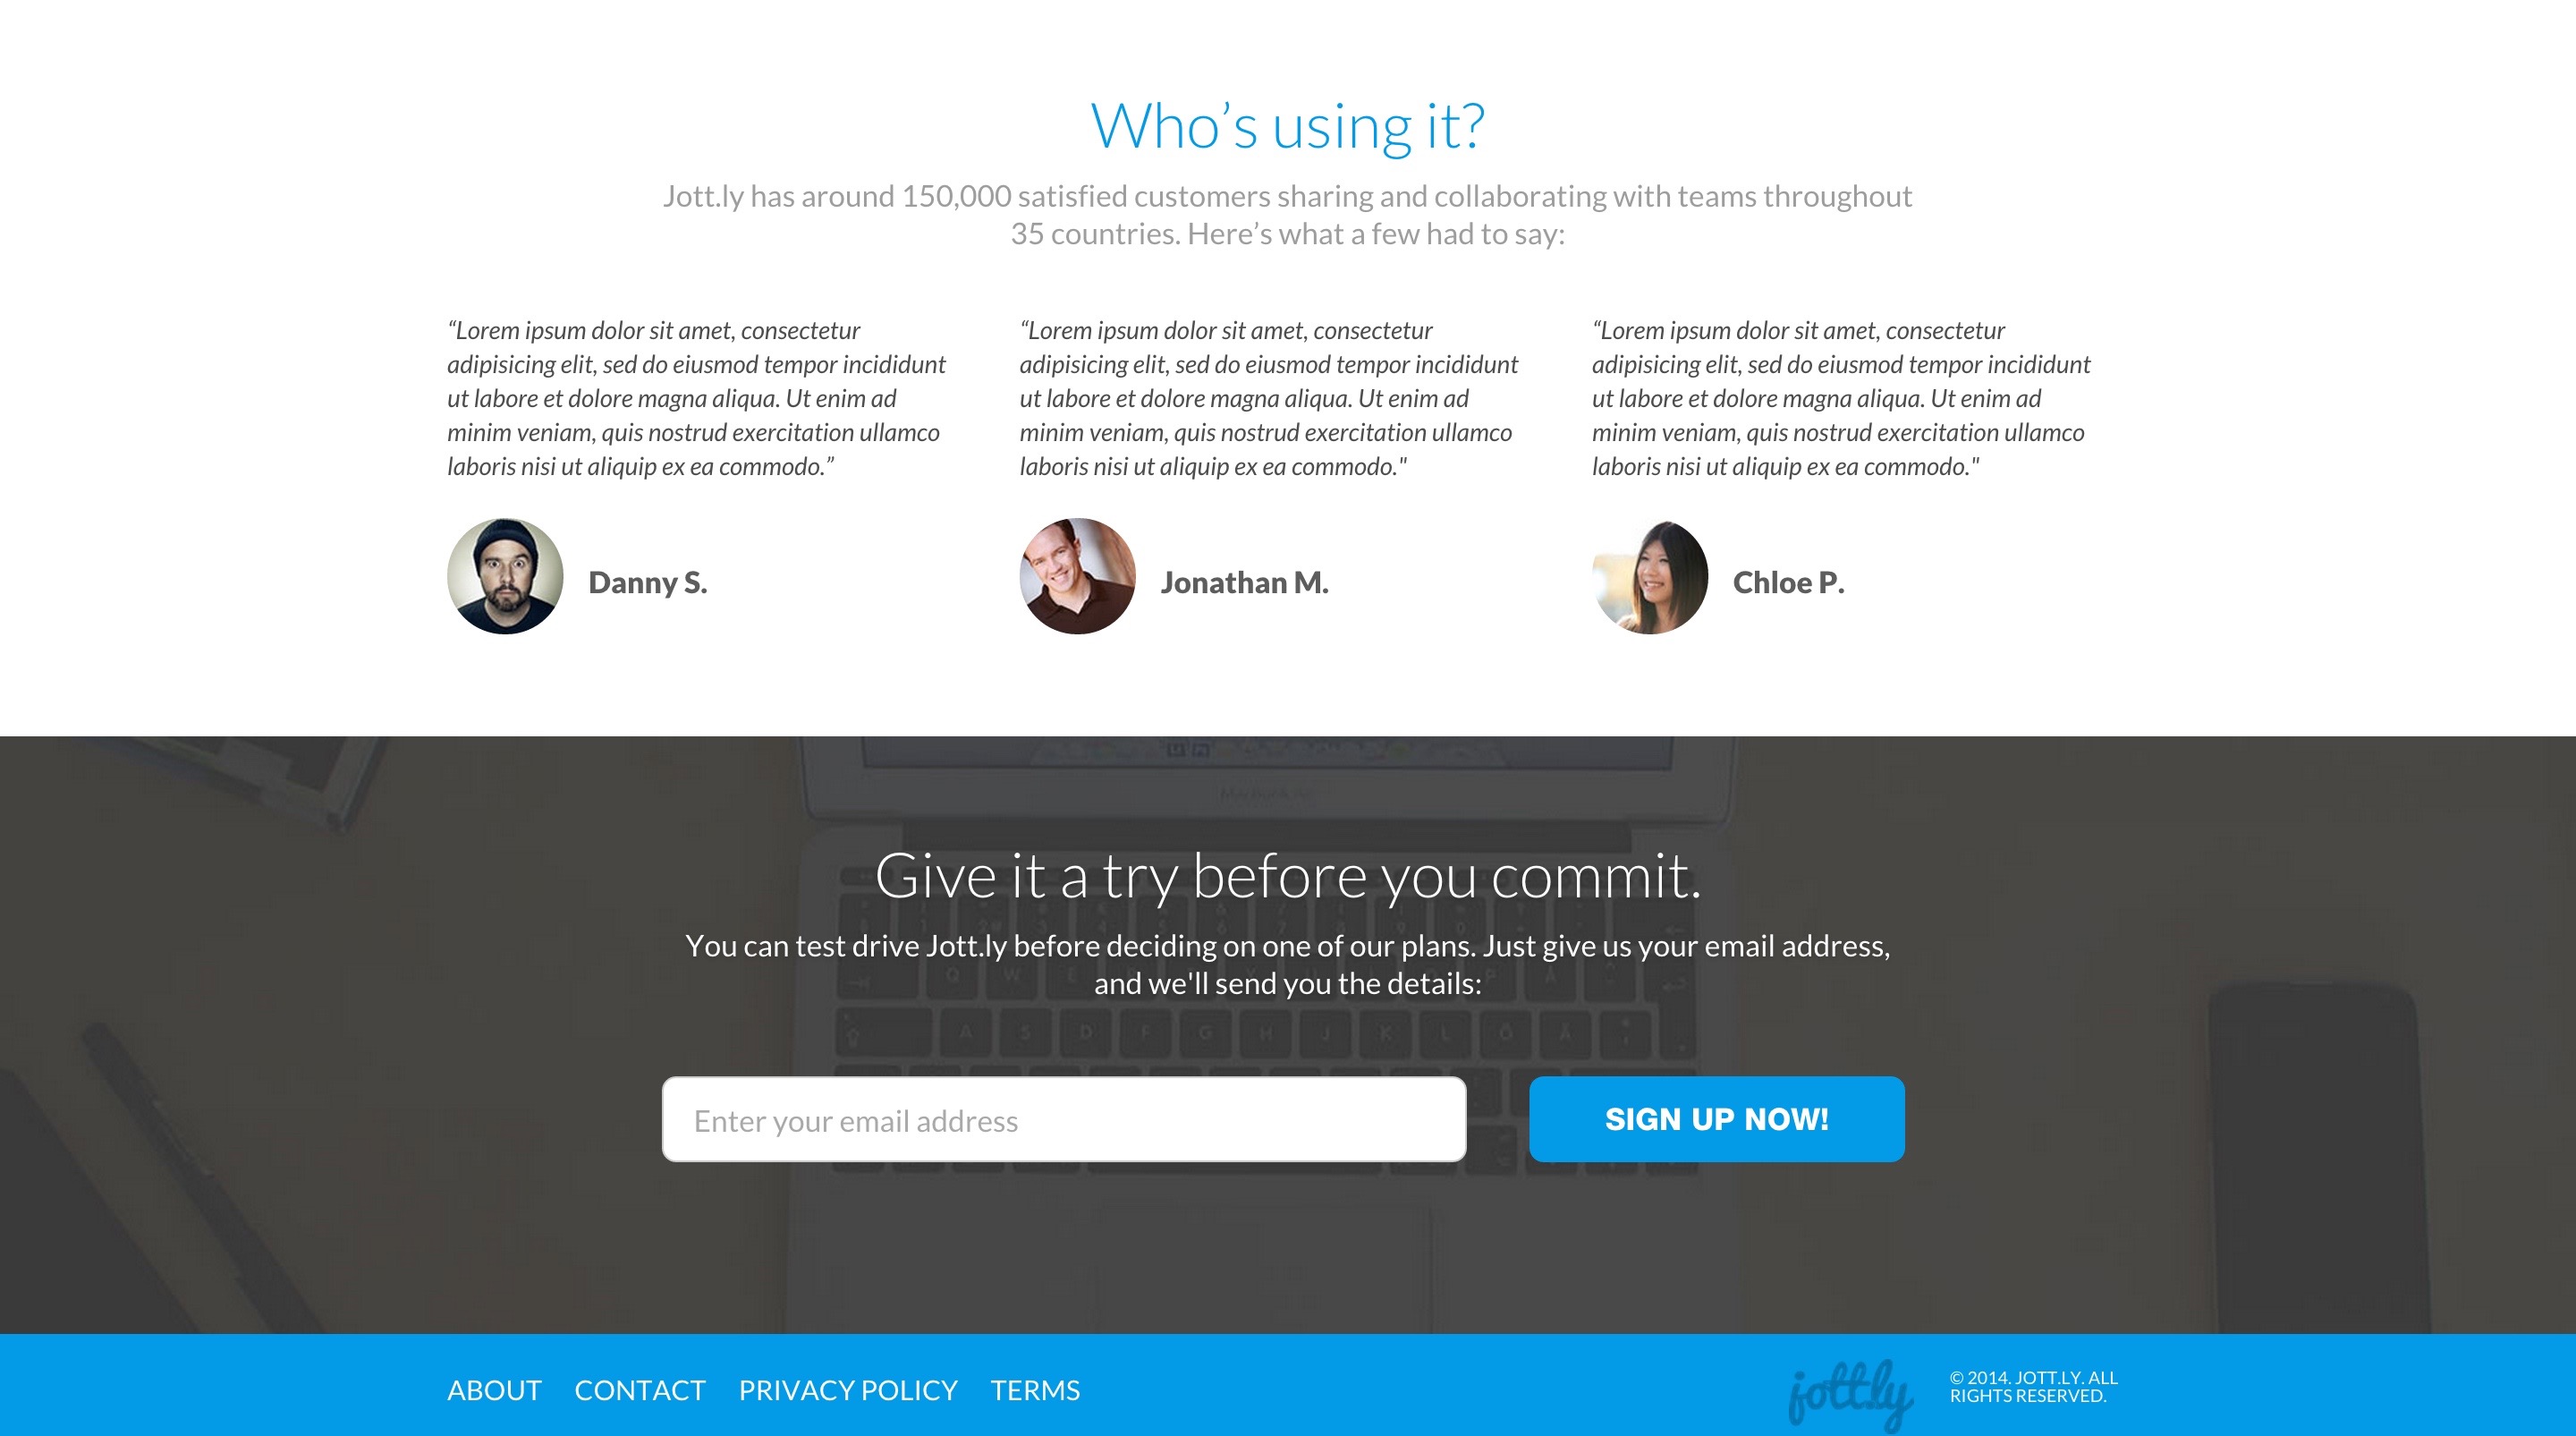 Who’s using it?
Jott.ly has around 150,000 satisfied customers sharing and collaborating with teams throughout
35 countries. Here’s what a few had to say:
“Lorem ipsum dolor sit amet, consectetur
adipisicing elit, sed do eiusmod tempor incididunt
ut labore et dolore magna aliqua. Ut enim ad
minim veniam, quis nostrud exercitation ullamco
laboris nisi ut aliquip ex ea commodo.”
Danny S.
“Lorem ipsum dolor sit amet, consectetur
adipisicing elit, sed do eiusmod tempor incididunt
ut labore et dolore magna aliqua. Ut enim ad
minim veniam, quis nostrud exercitation ullamco
laboris nisi ut aliquip ex ea commodo."
Jonathan M.
“Lorem ipsum dolor sit amet, consectetur
adipisicing elit, sed do eiusmod tempor incididunt
ut labore et dolore magna aliqua. Ut enim ad
minim veniam, quis nostrud exercitation ullamco
laboris nisi ut aliquip ex ea commodo."
Chloe P.
Give it a try before you commit.
You can test drive Jott.ly before deciding on one of our plans. Just give us your email address,
and we'll send you the details:
A S D F G H J K L Ö Ä
Enter your email address
SIGN UP NOW!
ABOUT CONTACT PRIVACY POLICY TERMS
jott.ly
© 2014. JOTT.LY. ALL
RIGHTS RESERVED.